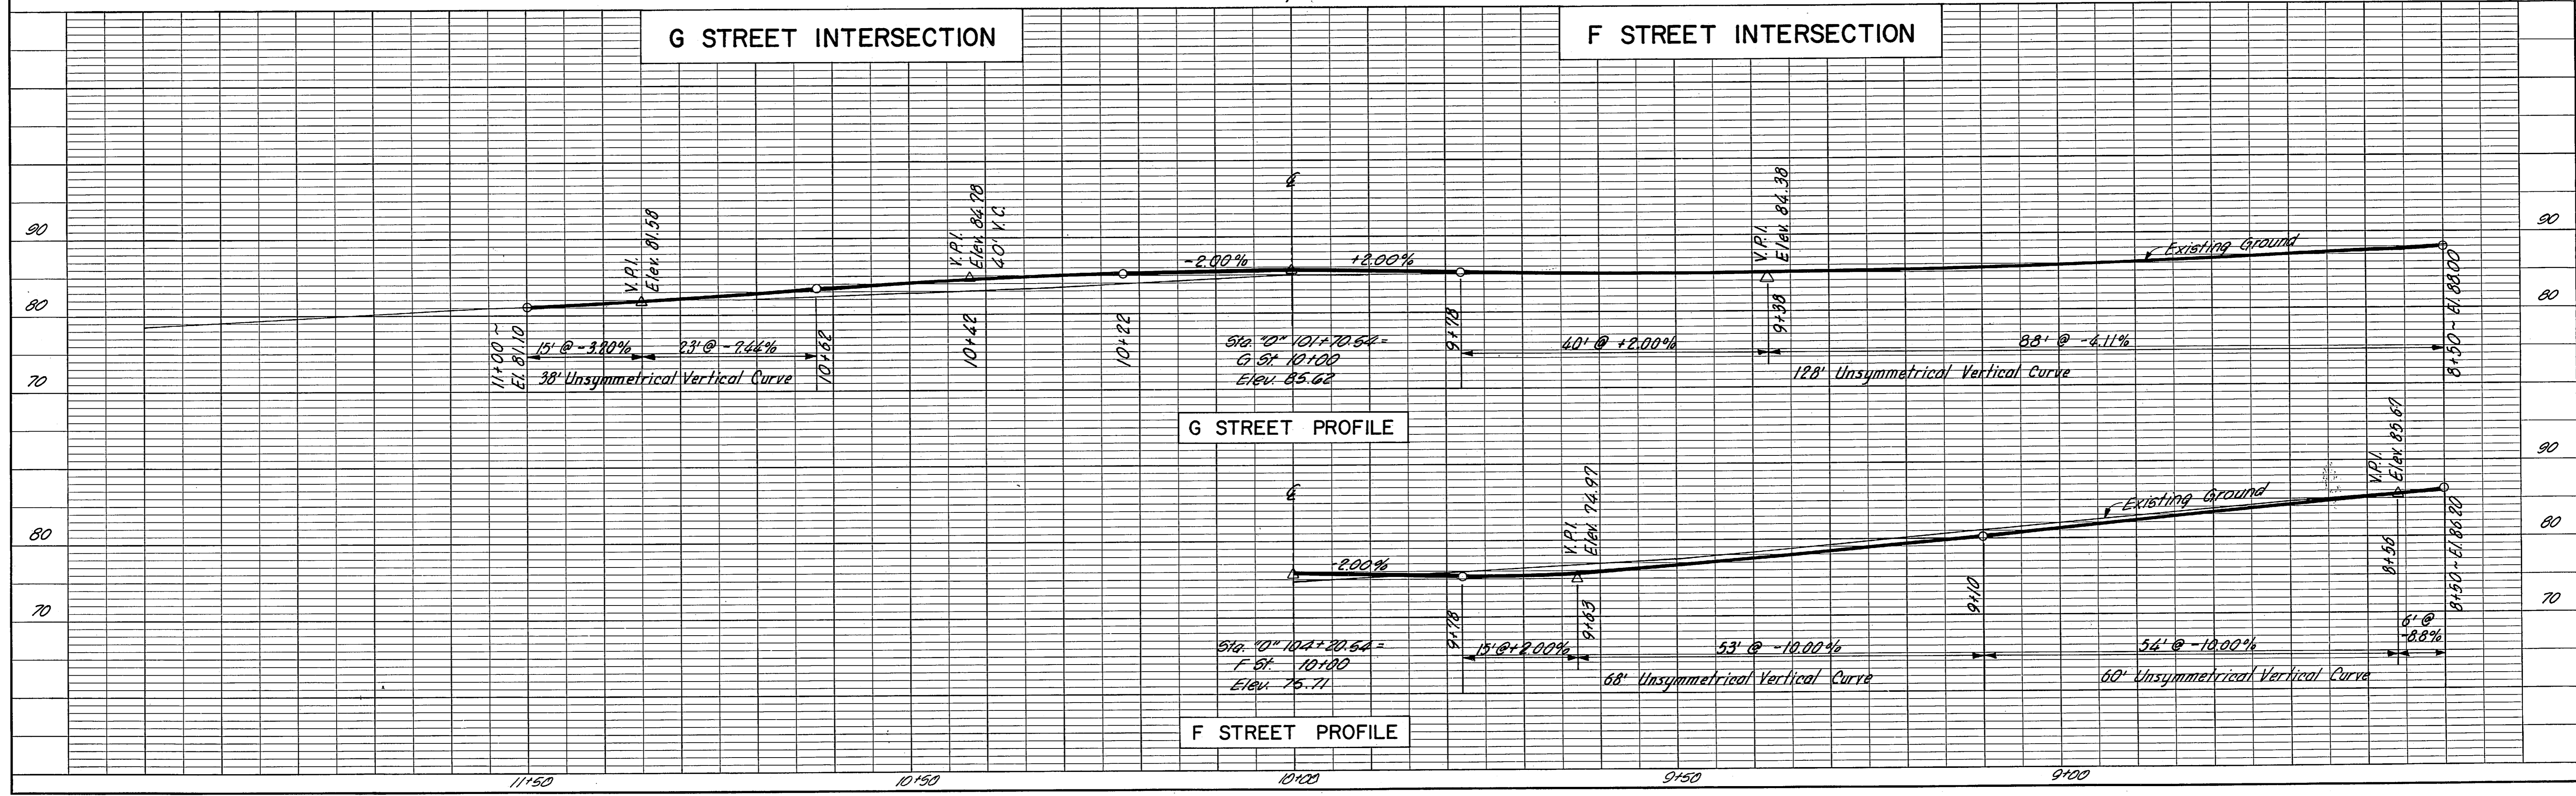 G STREET INTERSECTION
F STREET INTERSECTION
90
80
70
80
70
90
80
70
90
80
70
V.P.I.
Elev. 81.58
V.P.I.
Elev. 84.78
40' V.C.
℄
-2.00%
+2.00%
V.P.I.
Elev. 84.38
Existing Ground
11+00 ~
El. 81.10
15' @ -3.20%
23' @ -7.44%
10+62
38' Unsymmetrical Vertical Curve
10+42
10+22
Sta. "O" 101+70.54 =
G. St. 10+00
Elev. 85.62
9+78
40' @ +2.00%
9+38
88' @ -4.11%
128' Unsymmetrical Vertical Curve
8+50 ~ El. 88.00
G STREET PROFILE
℄
-2.00%
V.P.I.
Elev. 74.97
Existing Ground
V.P.I.
Elev. 85.67
9+78
15' @ +2.00%
9+63
53' @ -10.00%
9+10
54' @ -10.00%
8+56
6' @
-8.8%
8+50 ~ El. 86.20
Sta. "O" 104+20.54 =
F St. 10+00
Elev. 75.71
68' Unsymmetrical Vertical Curve
60' Unsymmetrical Vertical Curve
F STREET PROFILE
11+50
10+50
10+00
9+50
9+00